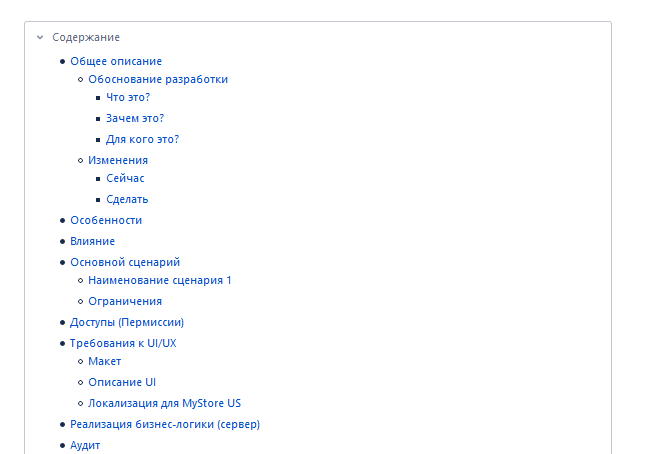 Содержание
Общее описание
Обоснование разработки
Что это?
Зачем это?
Для кого это?
Изменения
Сейчас
Сделать
Особенности
Влияние
Основной сценарий
Наименование сценария 1
Ограничения
Доступы (Пермиссии)
Требования к UI/UX
Макет
Описание UI
Локализация для MyStore US
Реализация бизнес-логики (сервер)
Аудит